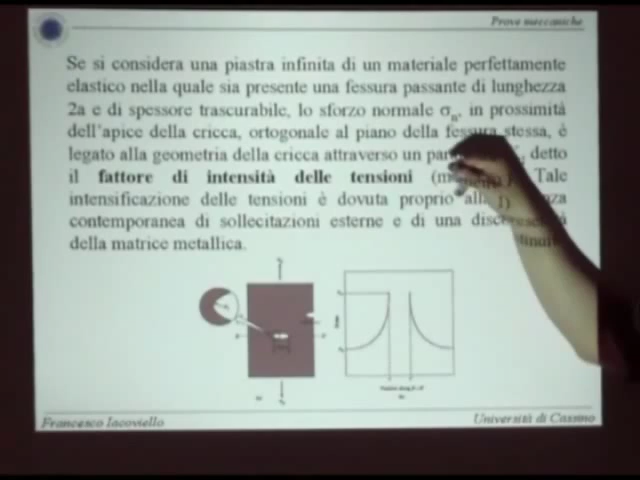 Prove meccaniche
Se si considera una piastra infinita di un materiale perfettamente
elastico nella quale sia presente una fessura passante di lunghezza
2a e di spessore trascurabile, lo sforzo normale σn, in prossimità
dell'apice della cricca, ortogonale al piano della fessura stessa, è
legato alla geometria della cricca attraverso un detto
il fattore di intensità delle tensioni Tale
intensificazione delle tensioni è dovuta proprio
contemporanea di sollecitazioni esterne e di una
della matrice metallica.
Francesco Iacoviello
Università di Cassino